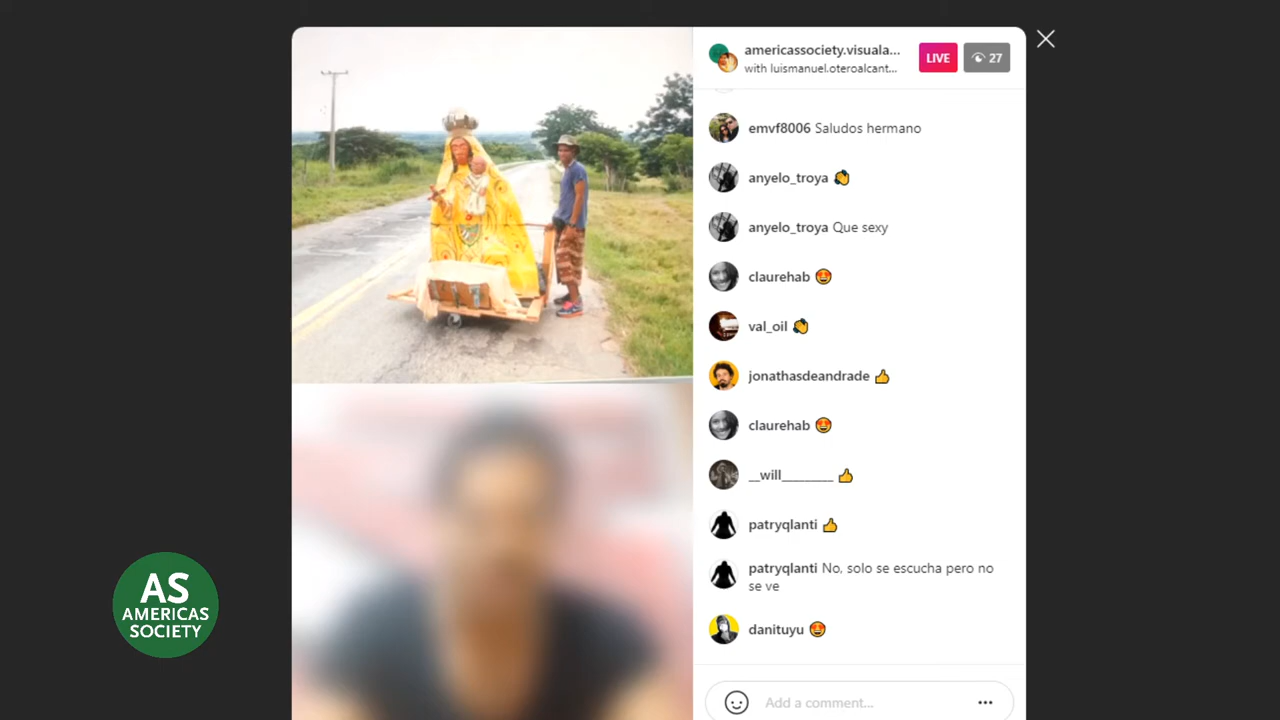 americassociety.visuala...
with luismanuel.oteroalcant...
LIVE
27
emvf8006 Saludos hermano
anyelo_troya
anyelo_troya Que sexy
claurehab
val_oil
jonathasdeandrade
claurehab
__will_________
patryqlanti
patryqlanti No, solo se escucha pero no
se ve
danituyu
Add a comment...
AS
AMERICAS
SOCIETY